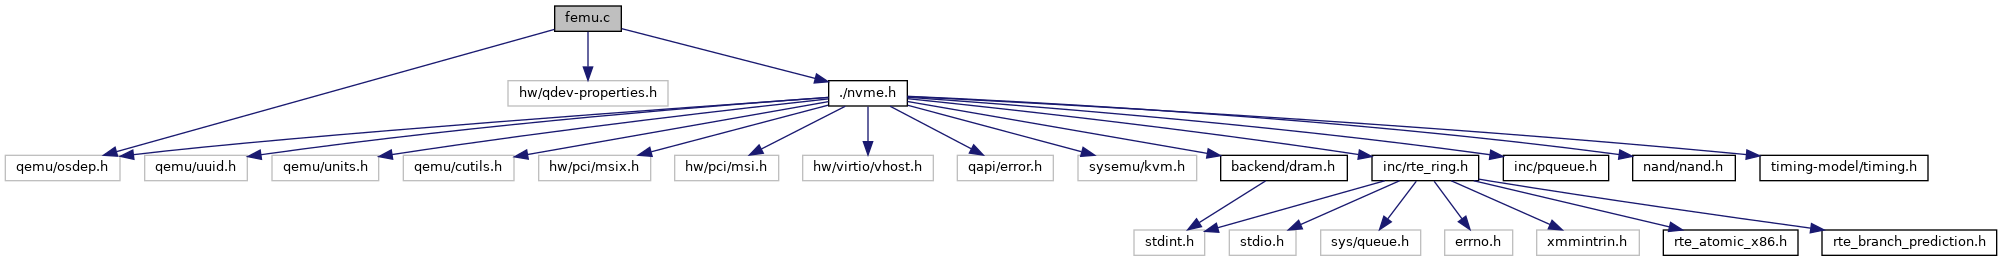 femu.c
hw/qdev-properties.h
./nvme.h
qemu/osdep.h
qemu/uuid.h
qemu/units.h
qemu/cutils.h
hw/pci/msix.h
hw/pci/msi.h
hw/virtio/vhost.h
qapi/error.h
sysemu/kvm.h
backend/dram.h
inc/rte_ring.h
inc/pqueue.h
nand/nand.h
timing-model/timing.h
stdint.h
stdio.h
sys/queue.h
errno.h
xmmintrin.h
rte_atomic_x86.h
rte_branch_prediction.h